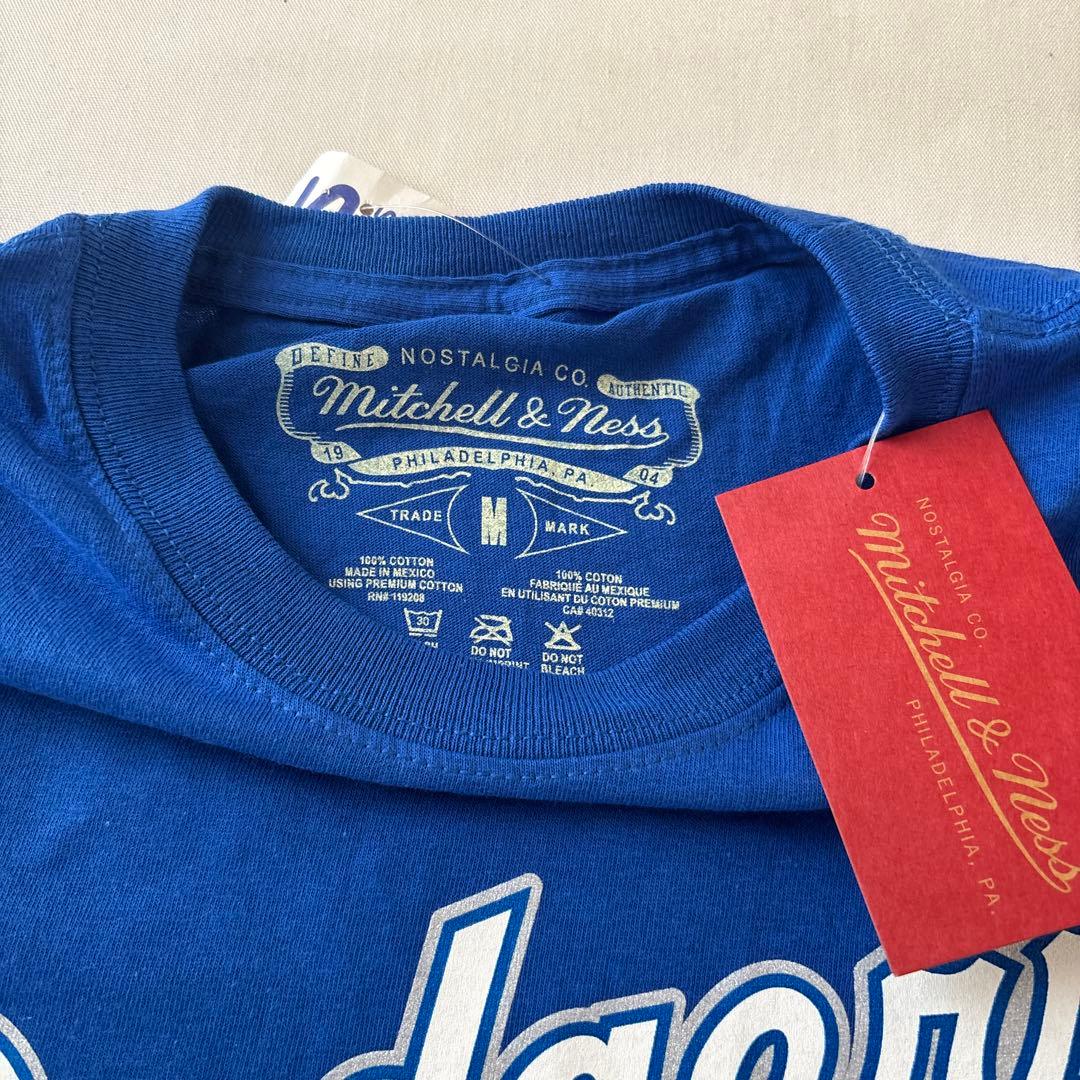 DEFINE NOSTALGIA CO. AUTHENTIC
Mitchell & Ness
19 PHILADELPHIA, PA. 04
TRADE M MARK
100% COTTON
MADE IN MEXICO
USING PREMIUM COTTON
RN# 119208
100% COTON
FABRIQUÉ AU MEXIQUE
EN UTILISANT DU COTON PREMIUM
CA# 40312
30
DO NOT
DO NOT
BLEACH
NOSTALGIA CO.
Mitchell & Ness
PHILADELPHIA, PA.